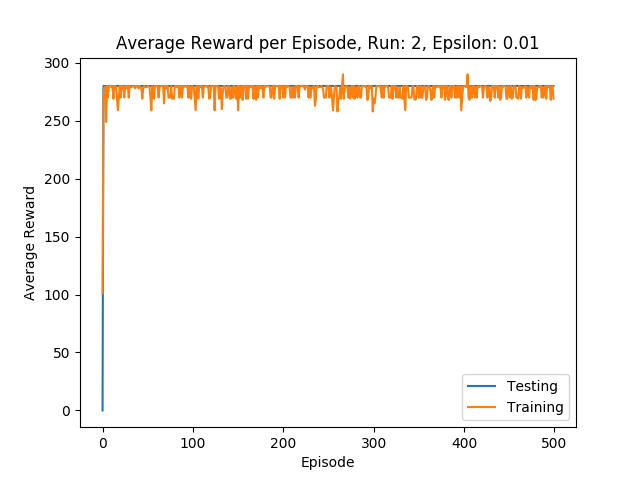 Average Reward per Episode, Run: 2, Epsilon: 0.01
300
250
200
150
100
50
0
Average Reward
0 100 200 300 400 500
Episode
Testing
Training